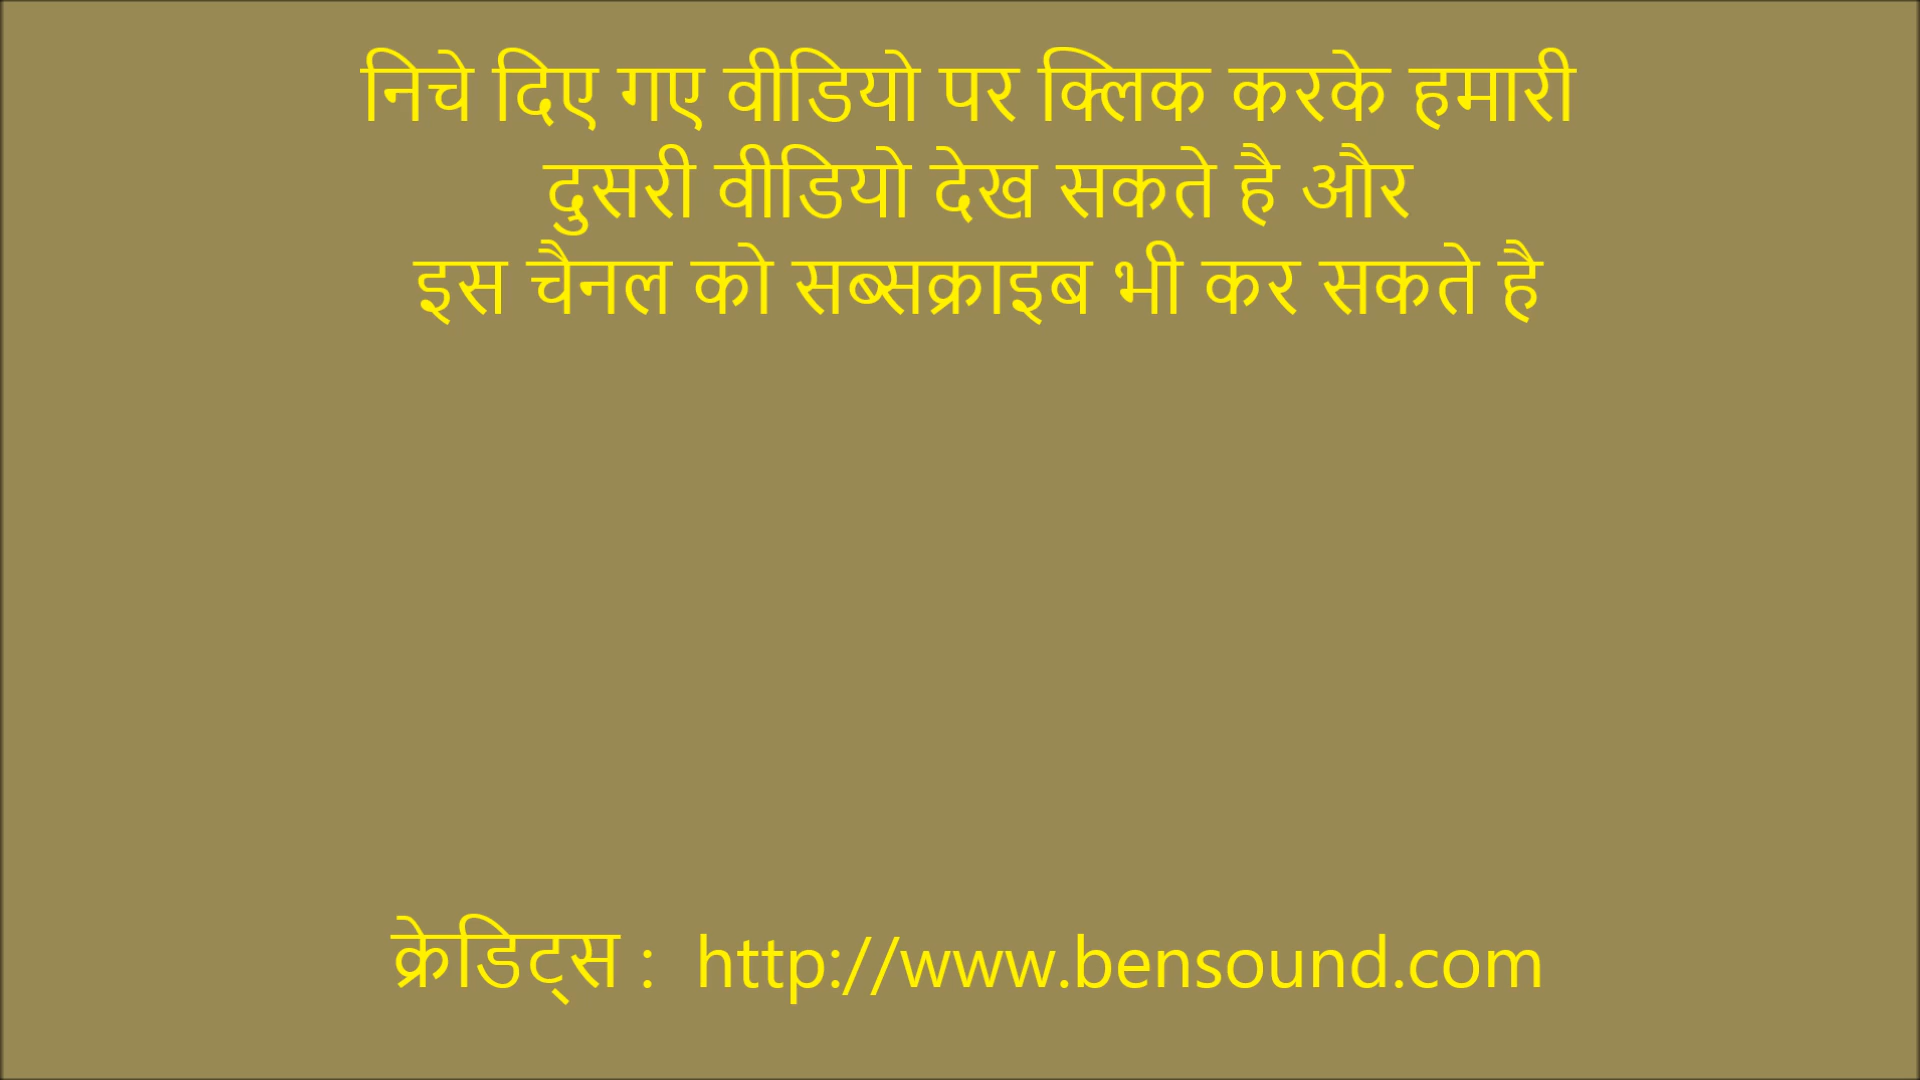 निचे दिए गए वीडियो पर क्लिक करके हमारी
दुसरी वीडियो देख सकते है और
इस चैनल को सब्सक्राइब भी कर सकते है
क्रेडिट्स :  http://www.bensound.com